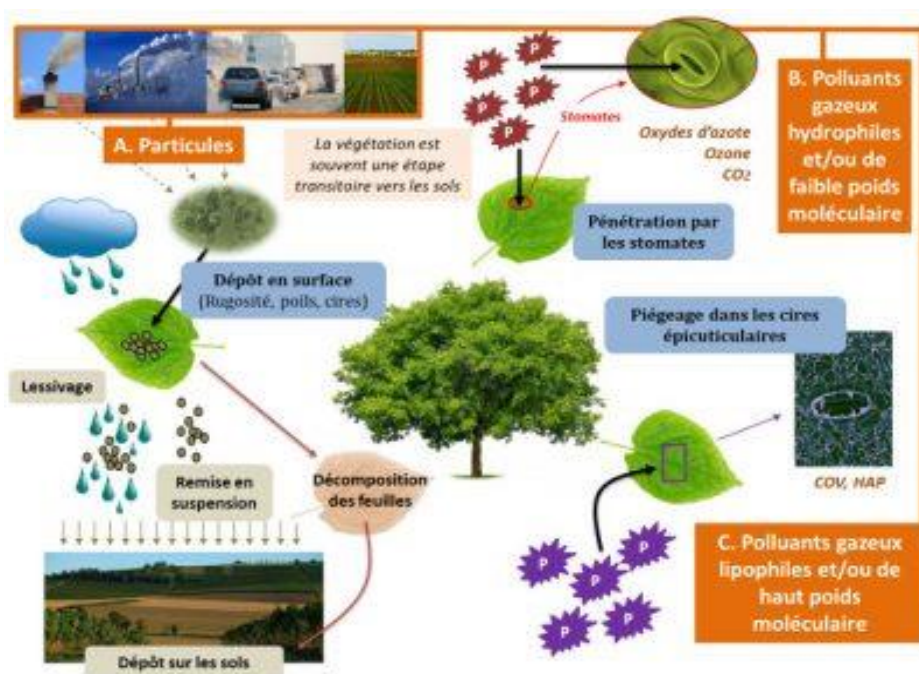 A. Particules
La végétation est
souvent une étape
transitoire vers les sols
P
P
P
P
P
P
Stomates
Oxydes d'azote
Ozone
CO₂
B. Polluants
gazeux
hydrophiles
et/ou de
faible poids
moléculaire
Pénétration par
les stomates
Dépôt en surface
(Rugosité, poils, cires)
Piégeage dans les cires
épicuticulaires
Lessivage
Remise en
suspension
Décomposition
des feuilles
COV, HAP
P
P
P
P
P
C. Polluants gazeux
lipophiles et/ou de
haut poids
moléculaire
Dépôt sur les sols